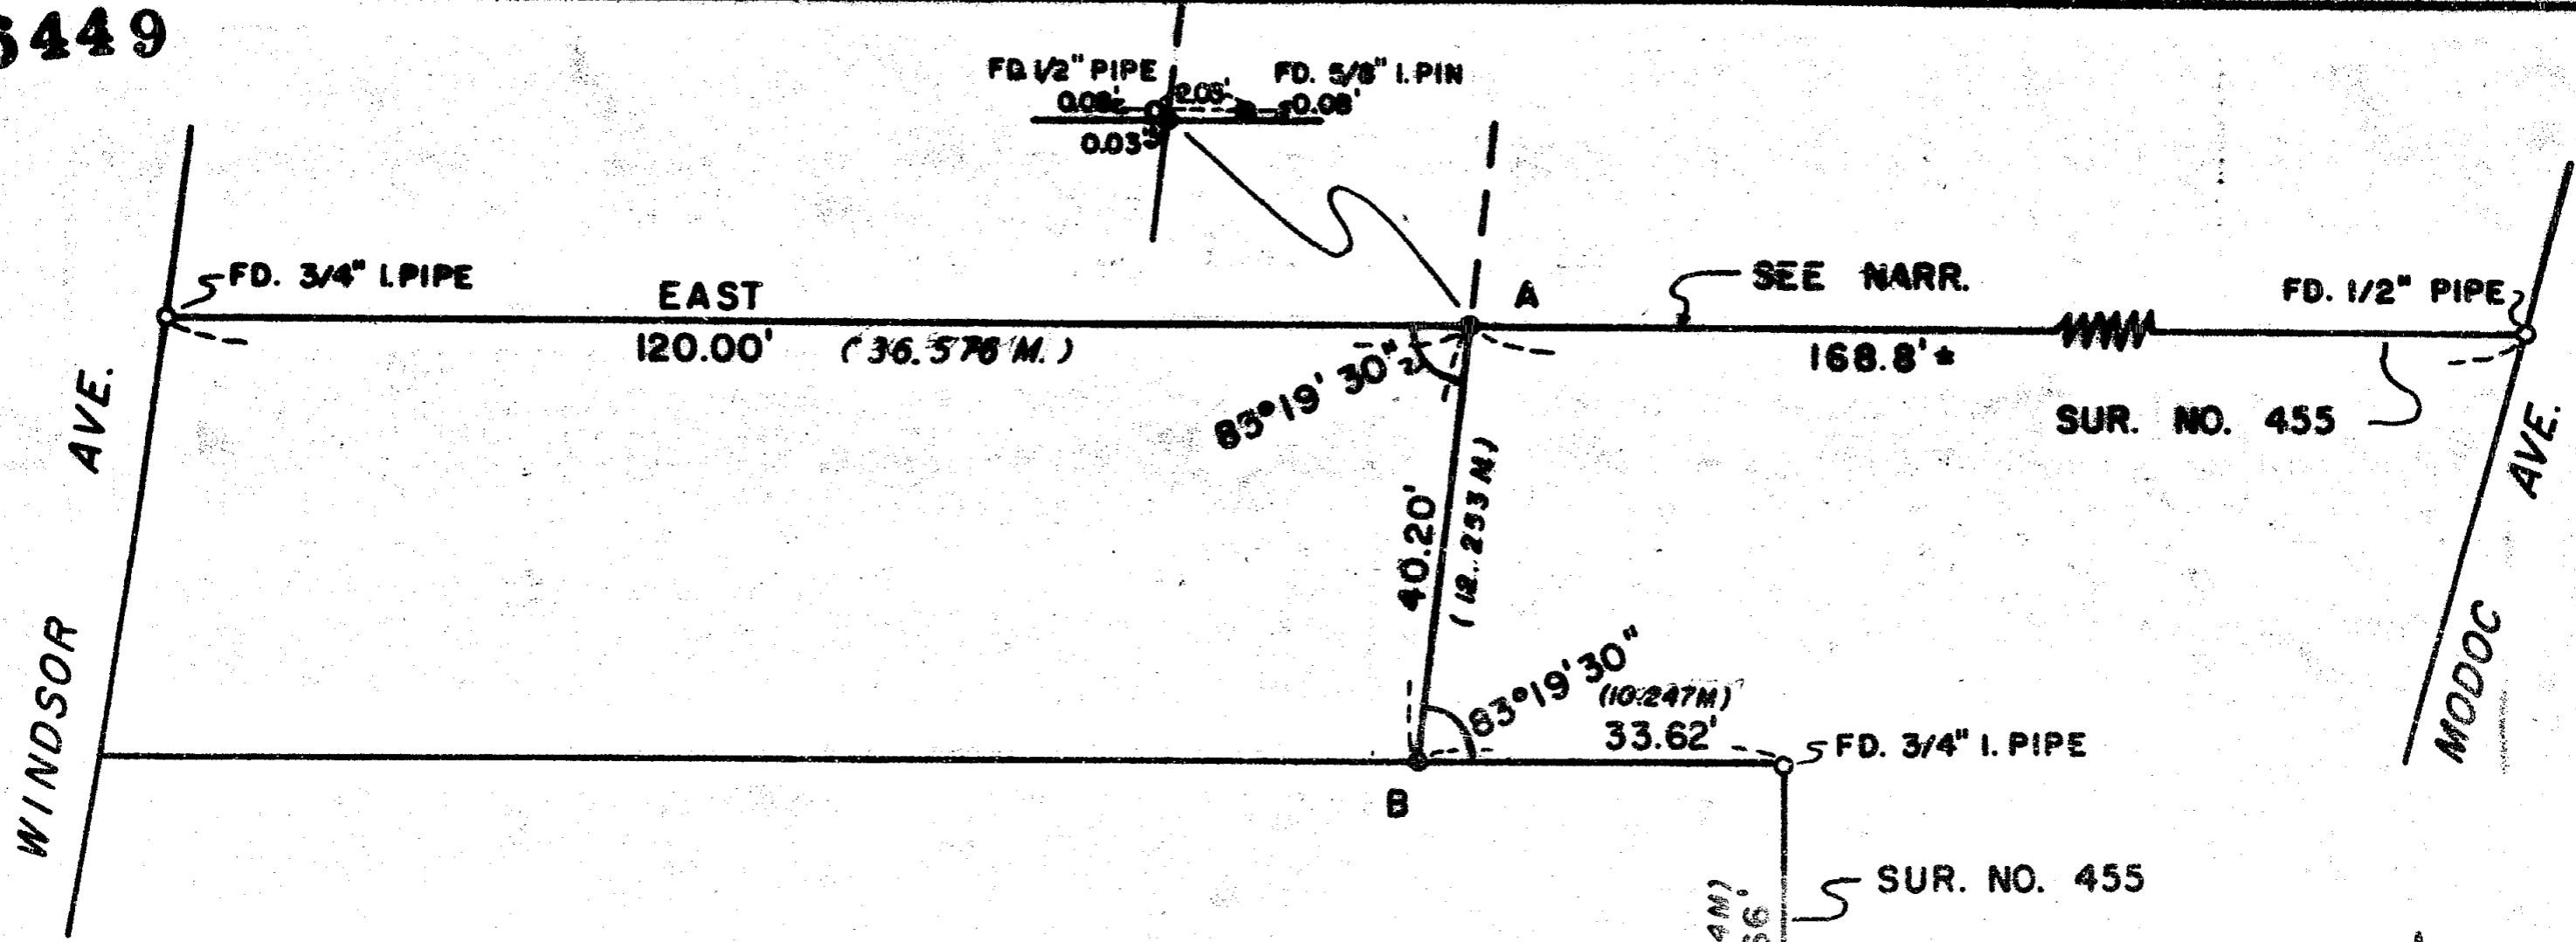 6449
FD. 1/2" PIPE
FD. 5/8" I. PIN
2.05'
0.08'
0.03'
FD. 3/4" I. PIPE
EAST
120.00' (36.576 M.)
A
SEE NARR.
FD. 1/2" PIPE
168.8' *
83°19' 30"
SUR. NO. 455
AVE.
WINDSOR
40.20'
(12.253 M)
83°19' 30"
(10.247M)
33.62'
FD. 3/4" I. PIPE
B
AVE.
MODOC
SUR. NO. 455